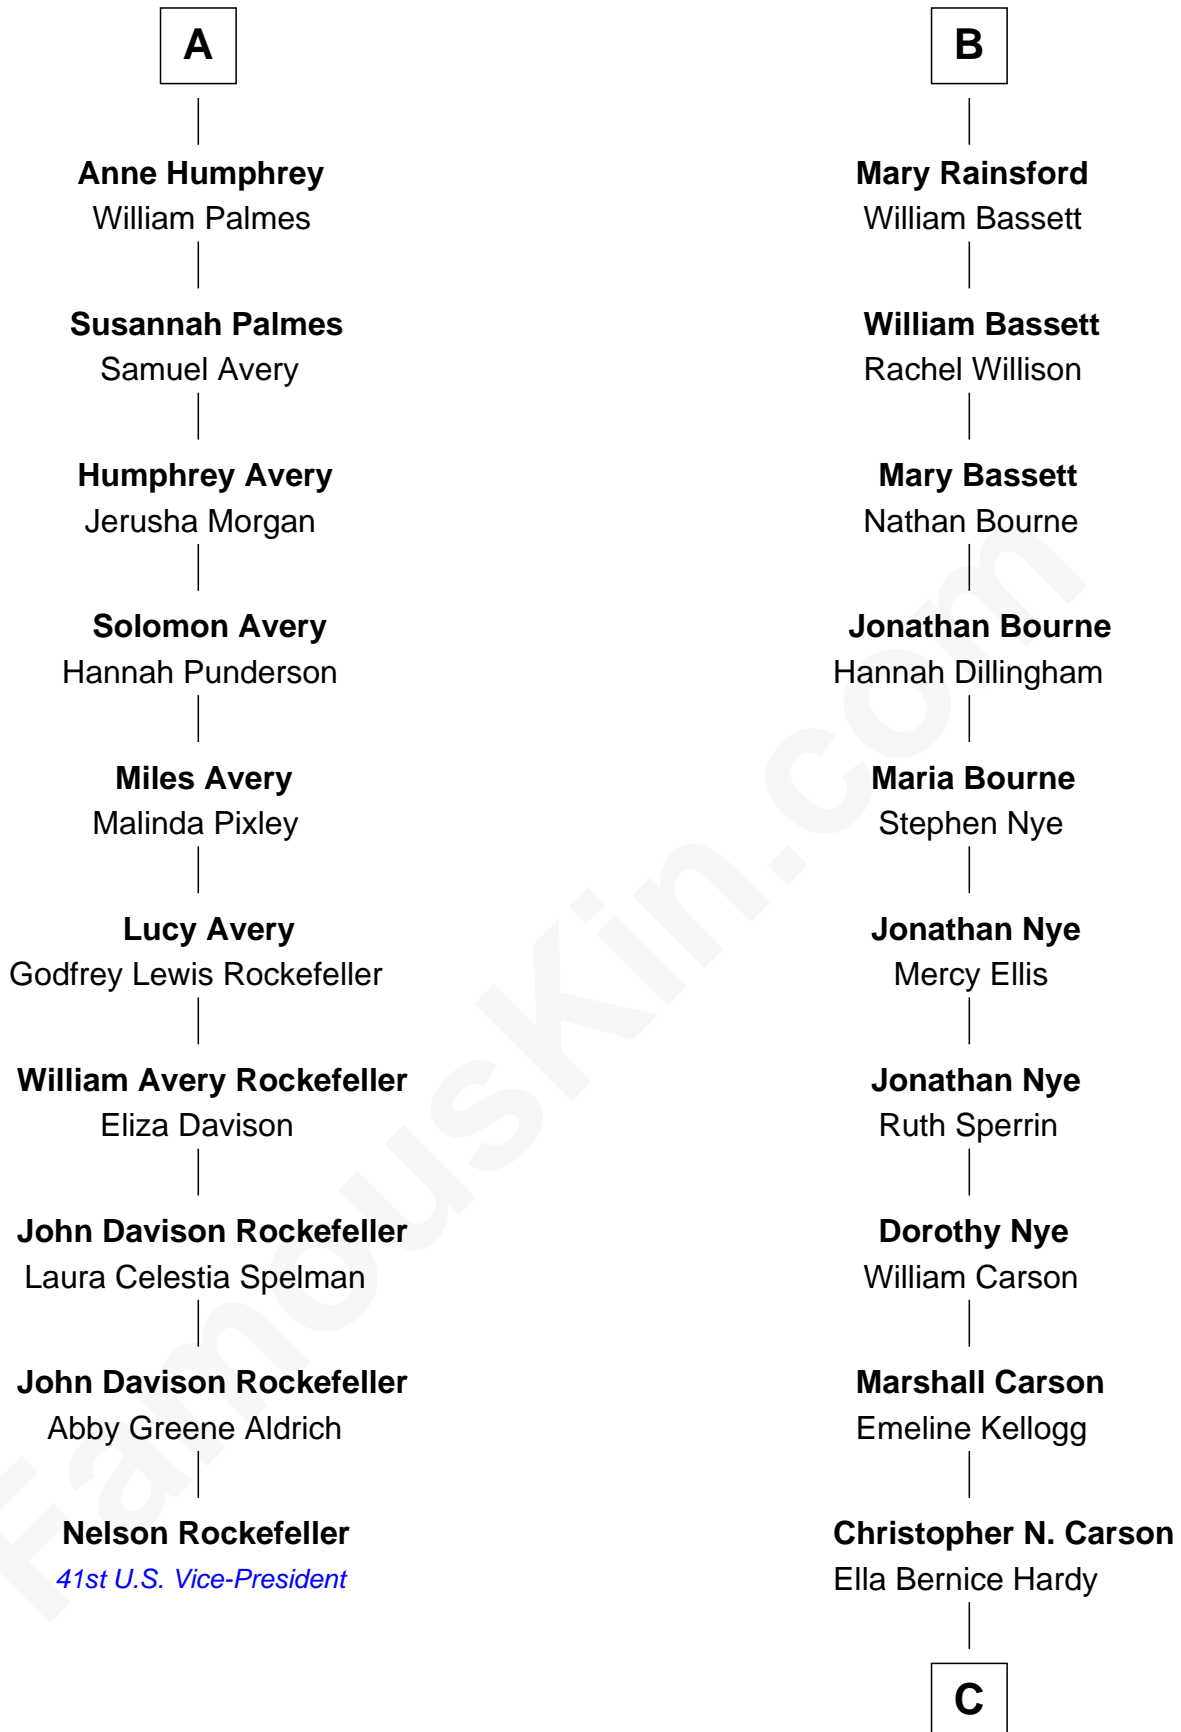 A
Anne Humphrey
William Palmes
Susannah Palmes
Samuel Avery
Humphrey Avery
Jerusha Morgan
Solomon Avery
Hannah Punderson
Miles Avery
Malinda Pixley
Lucy Avery
Godfrey Lewis Rockefeller
William Avery Rockefeller
Eliza Davison
John Davison Rockefeller
Laura Celestia Spelman
John Davison Rockefeller
Abby Greene Aldrich
Nelson Rockefeller
41st U.S. Vice-President
B
Mary Rainsford
William Bassett
William Bassett
Rachel Willison
Mary Bassett
Nathan Bourne
Jonathan Bourne
Hannah Dillingham
Maria Bourne
Stephen Nye
Jonathan Nye
Mercy Ellis
Jonathan Nye
Ruth Sperrin
Dorothy Nye
William Carson
Marshall Carson
Emeline Kellogg
Christopher N. Carson
Ella Bernice Hardy
C
FamousKin.com